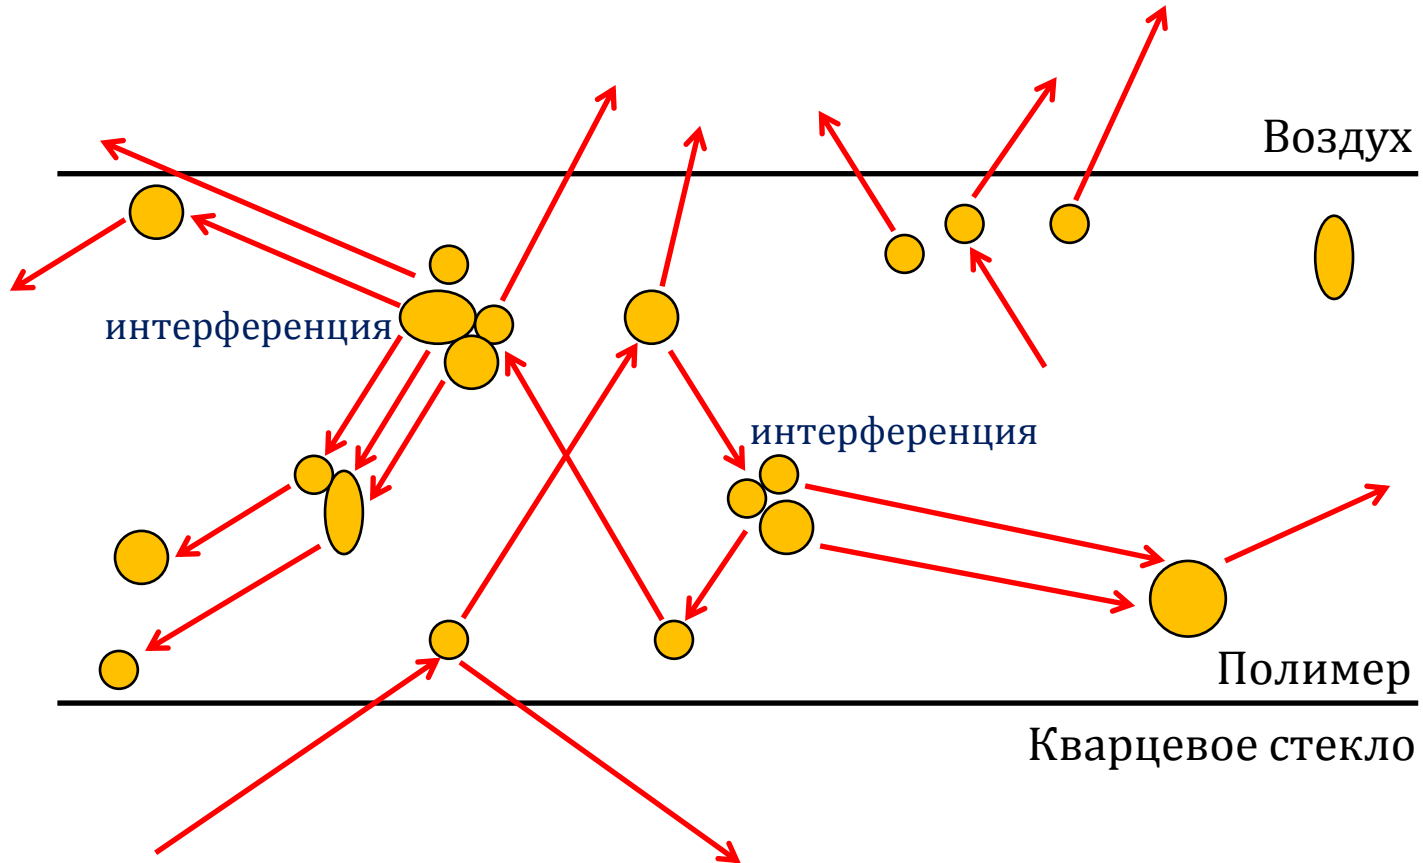 Воздух
интерференция
интерференция
Полимер
Кварцевое стекло